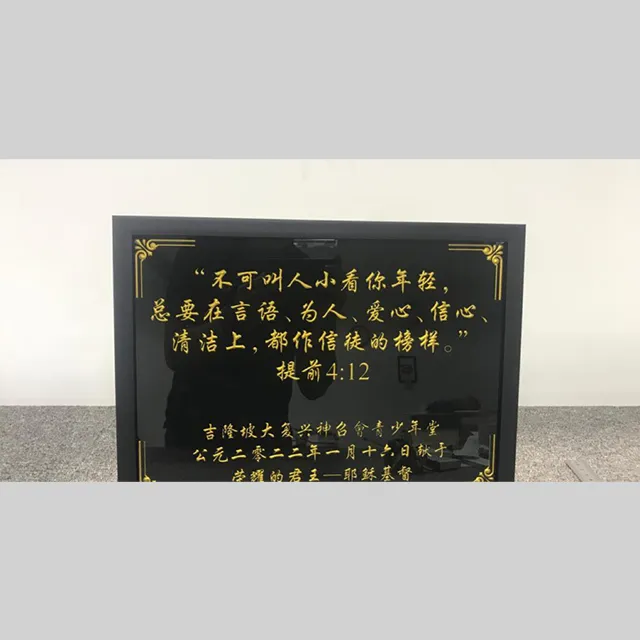 “不可叫人小看你年轻，
总要在言语、为人、爱心、信心、
清洁上，都作信徒的榜样。”
提前4:12
吉隆坡大复兴神召会青少年堂
公元二零二二年一月十六日献于
荣耀的君王—耶稣基督